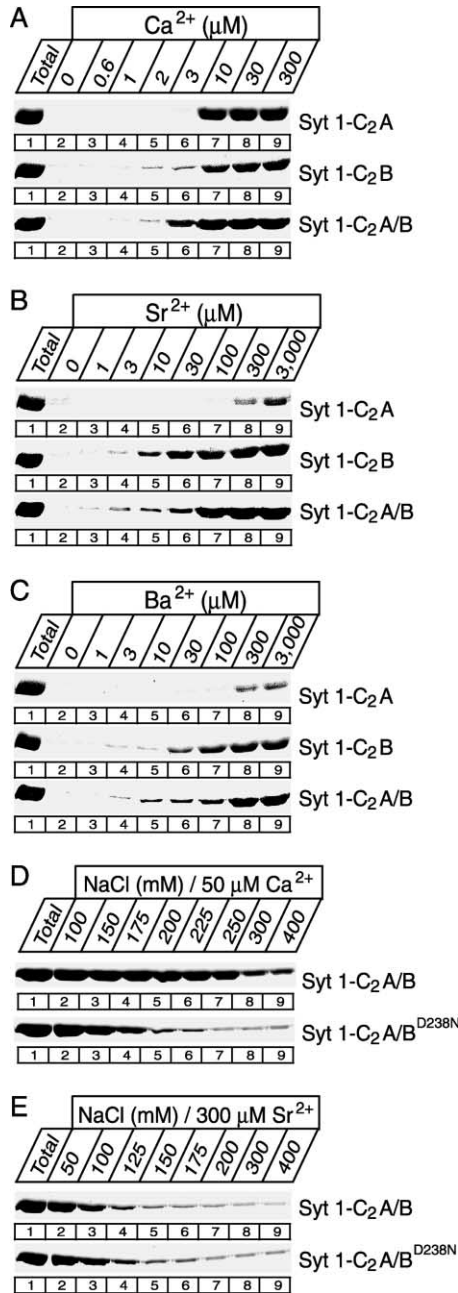 A
Ca2+ (μM)
Total 0 0.6 1 2 3 10 30 300
Syt 1-C2A
1 2 3 4 5 6 7 8 9
Syt 1-C2B
1 2 3 4 5 6 7 8 9
Syt 1-C2A/B
1 2 3 4 5 6 7 8 9
B
Sr2+ (μM)
Total 0 1 3 10 30 100 300 3,000
Syt 1-C2A
1 2 3 4 5 6 7 8 9
Syt 1-C2B
1 2 3 4 5 6 7 8 9
Syt 1-C2A/B
1 2 3 4 5 6 7 8 9
C
Ba2+ (μM)
Total 0 1 3 10 30 100 300 3,000
Syt 1-C2A
1 2 3 4 5 6 7 8 9
Syt 1-C2B
1 2 3 4 5 6 7 8 9
Syt 1-C2A/B
1 2 3 4 5 6 7 8 9
D
NaCl (mM) / 50 μM Ca2+
Total 100 150 175 200 225 250 300 400
Syt 1-C2A/B
1 2 3 4 5 6 7 8 9
Syt 1-C2A/BD238N
1 2 3 4 5 6 7 8 9
E
NaCl (mM) / 300 μM Sr2+
Total 50 100 125 150 175 200 300 400
Syt 1-C2A/B
1 2 3 4 5 6 7 8 9
Syt 1-C2A/BD238N
1 2 3 4 5 6 7 8 9